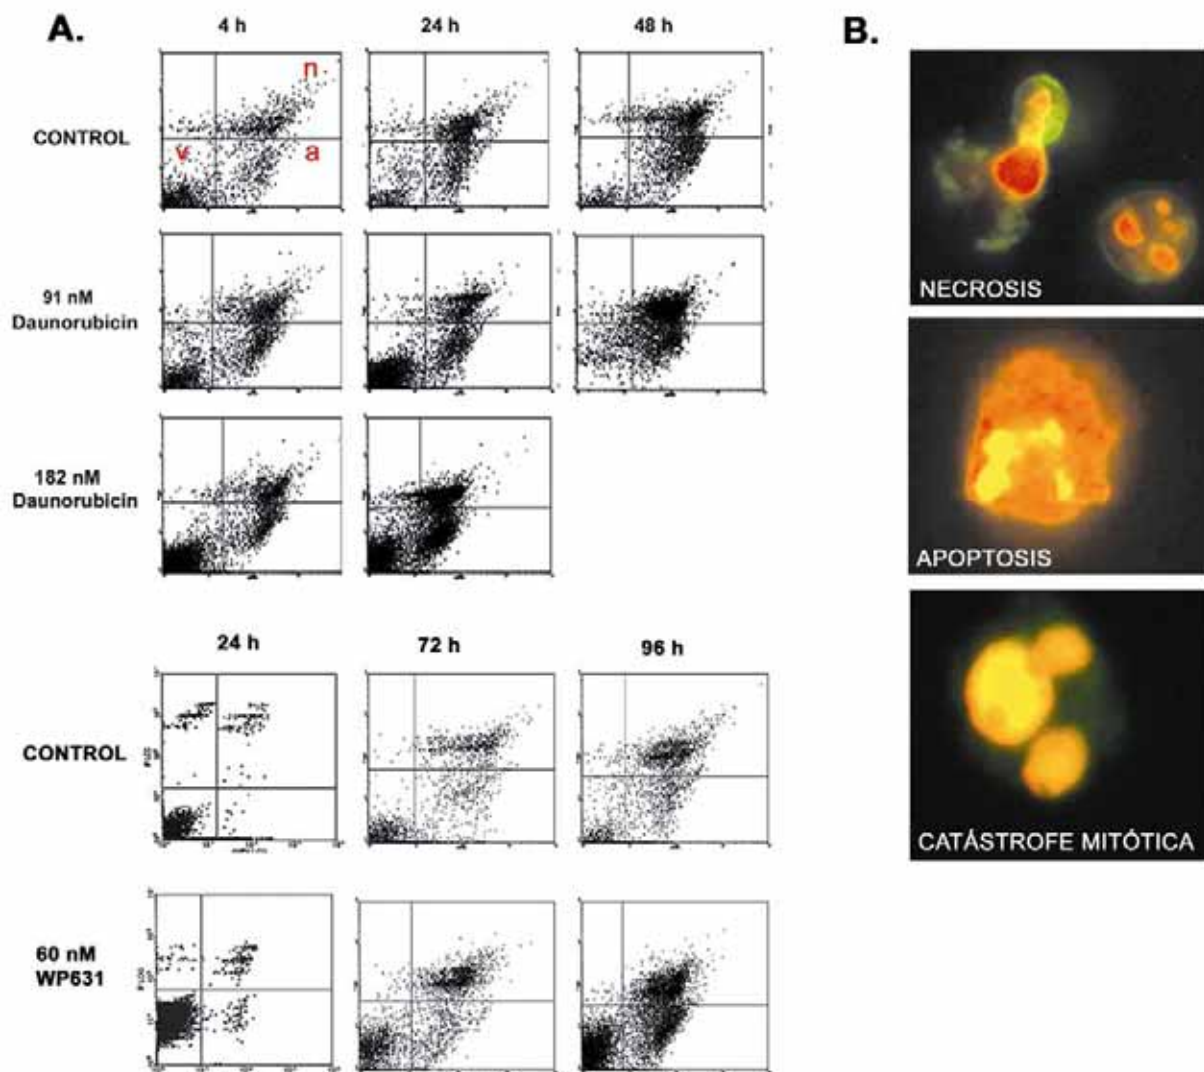 A.
4 h
24 h
48 h
B.
CONTROL
n
v
a
91 nM
Daunorubicin
182 nM
Daunorubicin
24 h
72 h
96 h
CONTROL
60 nM
WP631
NECROSIS
APOPTOSIS
CATÁSTROFE MITÓTICA